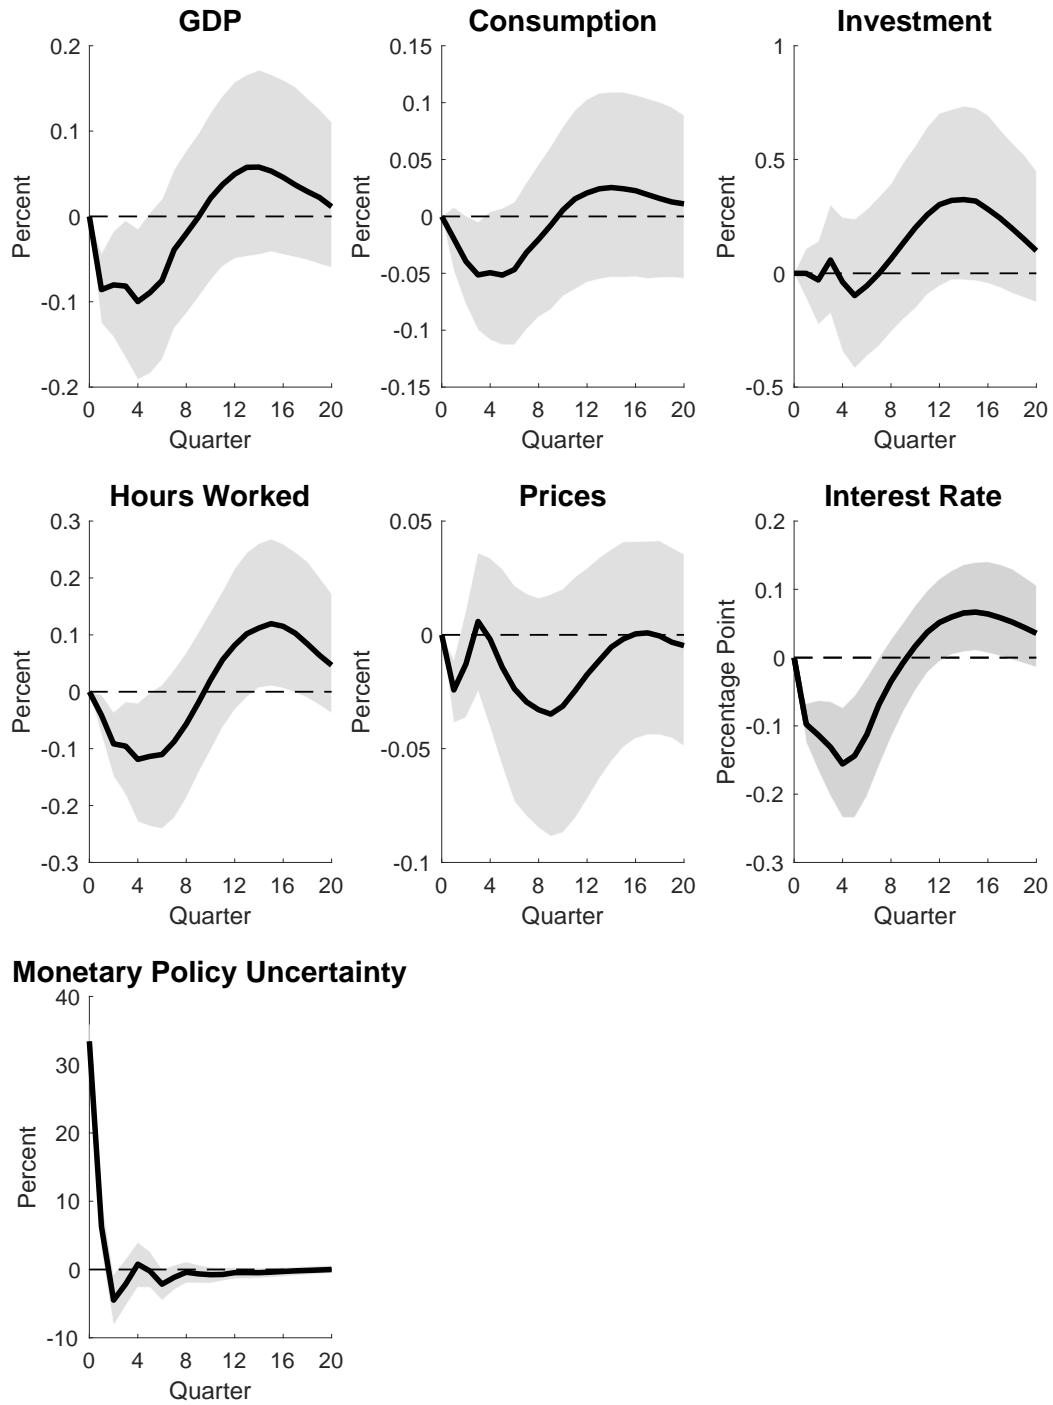 GDP
Percent
0.2
0.1
0
-0.1
-0.2
0 4 8 12 16 20
Quarter
Consumption
Percent
0.15
0.1
0.05
0
-0.05
-0.1
-0.15
0 4 8 12 16 20
Quarter
Investment
Percent
1
0.5
0
-0.5
0 4 8 12 16 20
Quarter
Hours Worked
Percent
0.3
0.2
0.1
0
-0.1
-0.2
-0.3
0 4 8 12 16 20
Quarter
Prices
Percent
0.05
0
-0.05
-0.1
0 4 8 12 16 20
Quarter
Interest Rate
Percentage Point
0.2
0.1
0
-0.1
-0.2
-0.3
0 4 8 12 16 20
Quarter
Monetary Policy Uncertainty
Percent
40
30
20
10
0
-10
0 4 8 12 16 20
Quarter